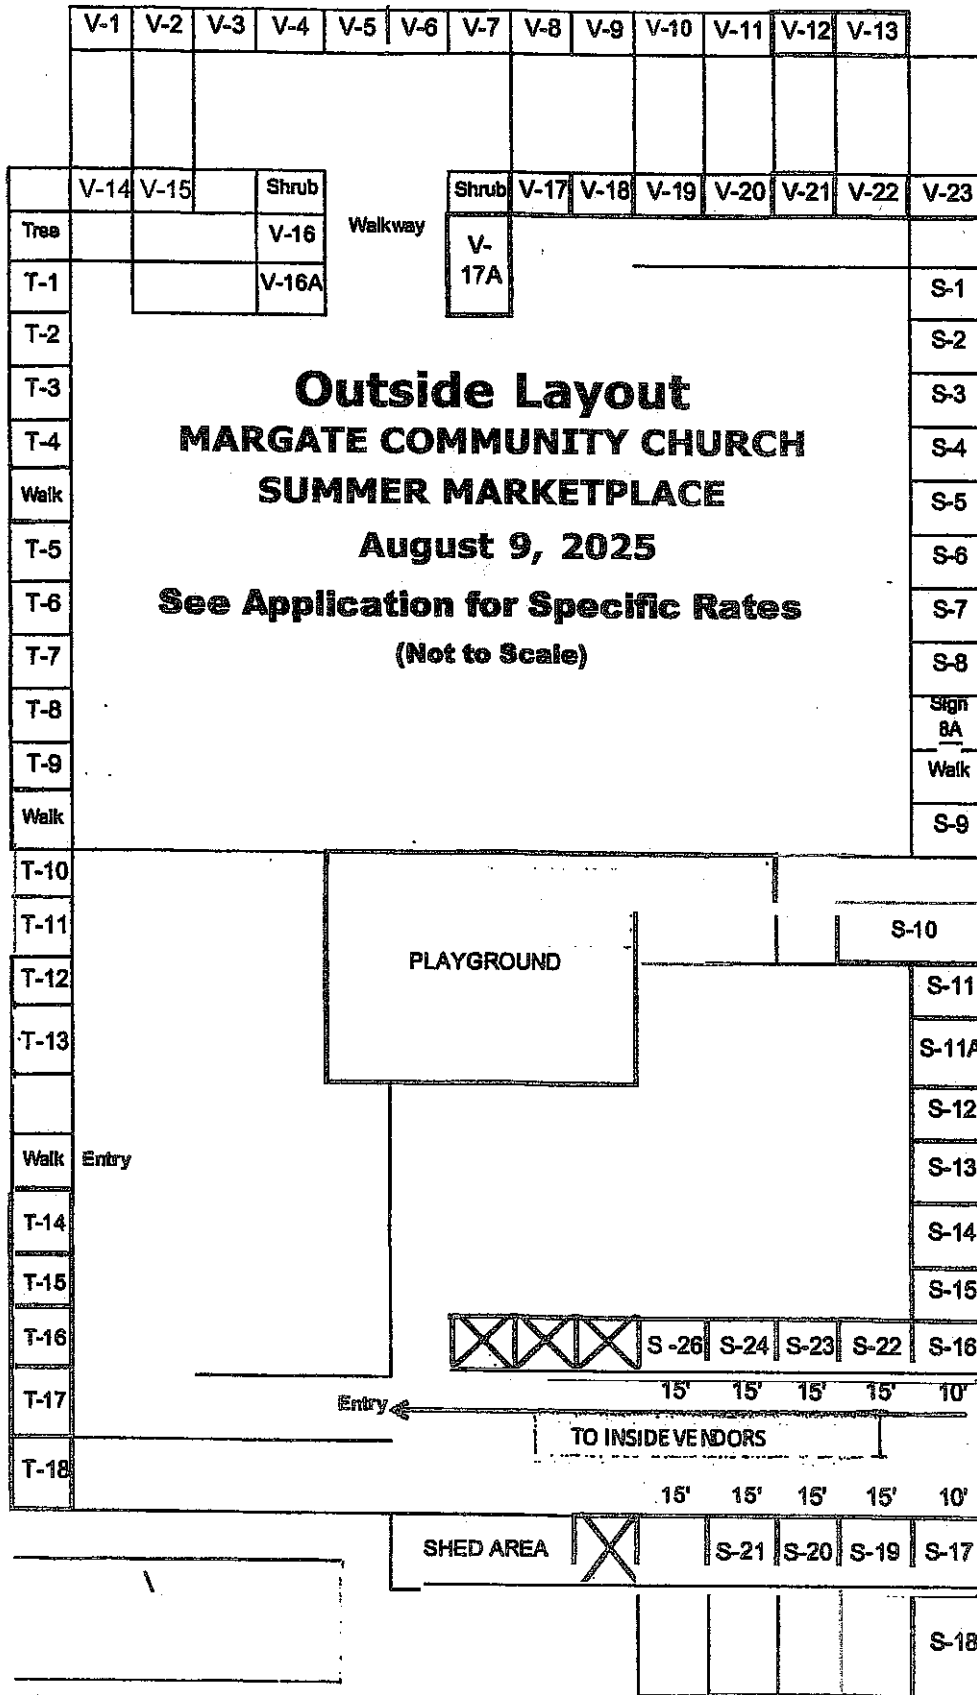 V-1 V-2 V-3 V-4 V-5 V-6 V-7 V-8 V-9 V-10 V-11 V-12 V-13
V-14 V-15 Shrub Shrub V-17 V-18 V-19 V-20 V-21 V-22 V-23
Tree V-16 Walkway V-17A
T-1 V-16A S-1
T-2 S-2
T-3 S-3
Outside Layout
T-4 S-4
MARGATE COMMUNITY CHURCH
Walk S-5
SUMMER MARKETPLACE
T-5 S-6
August 9, 2025
T-6 S-7
See Application for Specific Rates
T-7 S-8
(Not to Scale)
T-8 Sign
8A
T-9 Walk
Walk S-9
T-10
T-11 S-10
T-12 PLAYGROUND S-11
T-13 S-11A
S-12
Walk Entry S-13
T-14 S-14
T-15 S-15
T-16 S -26 S-24 S-23 S-22 S-16
T-17 15' 15' 15' 15' 10'
Entry
TO INSIDE VENDORS
T-18
15' 15' 15' 15' 10'
SHED AREA S-21 S-20 S-19 S-17
S-18